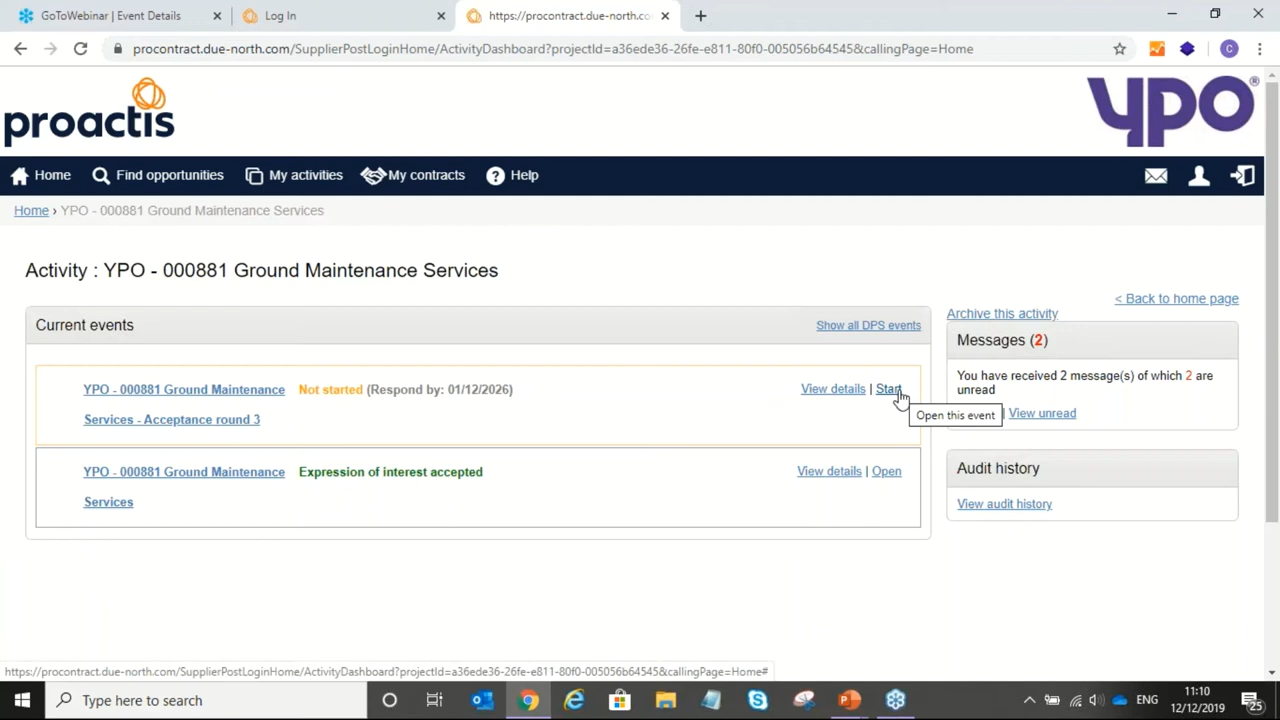 GoToWebinar | Event Details
Log In
https://procontract.due-north.co
procontract.due-north.com/SupplierPostLoginHome/ActivityDashboard?projectId=a36ede36-26fe-e811-80f0-005056b64545&callingPage=Home
C
proactis
ypo®
Home
Find opportunities
My activities
My contracts
? Help
Home › YPO - 000881 Ground Maintenance Services
Activity : YPO - 000881 Ground Maintenance Services
< Back to home page
Archive this activity
Current events
Show all DPS events
Messages (2)
YPO - 000881 Ground Maintenance
Services - Acceptance round 3
Not started (Respond by: 01/12/2026)
View details | Start
Open this event
You have received 2 message(s) of which 2 are
unread
| View unread
YPO - 000881 Ground Maintenance
Services
Expression of interest accepted
View details | Open
Audit history
View audit history
https://procontract.due-north.com/SupplierPostLoginHome/ActivityDashboard?projectId=a36ede36-26fe-e811-80f0-005056b64545&callingPage=Home#
Type here to search
ENG
11:10
12/12/2019
25